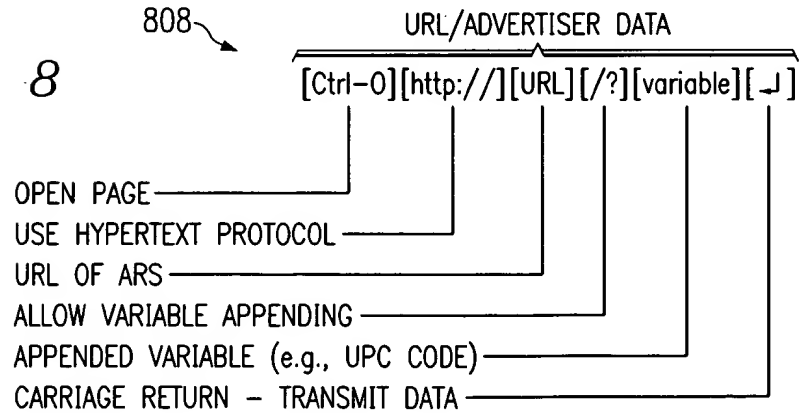 808
URL/ADVERTISER DATA
8
[Ctrl-O][http://][URL][/?][variable][↵]
OPEN PAGE
USE HYPERTEXT PROTOCOL
URL OF ARS
ALLOW VARIABLE APPENDING
APPENDED VARIABLE (e.g., UPC CODE)
CARRIAGE RETURN – TRANSMIT DATA